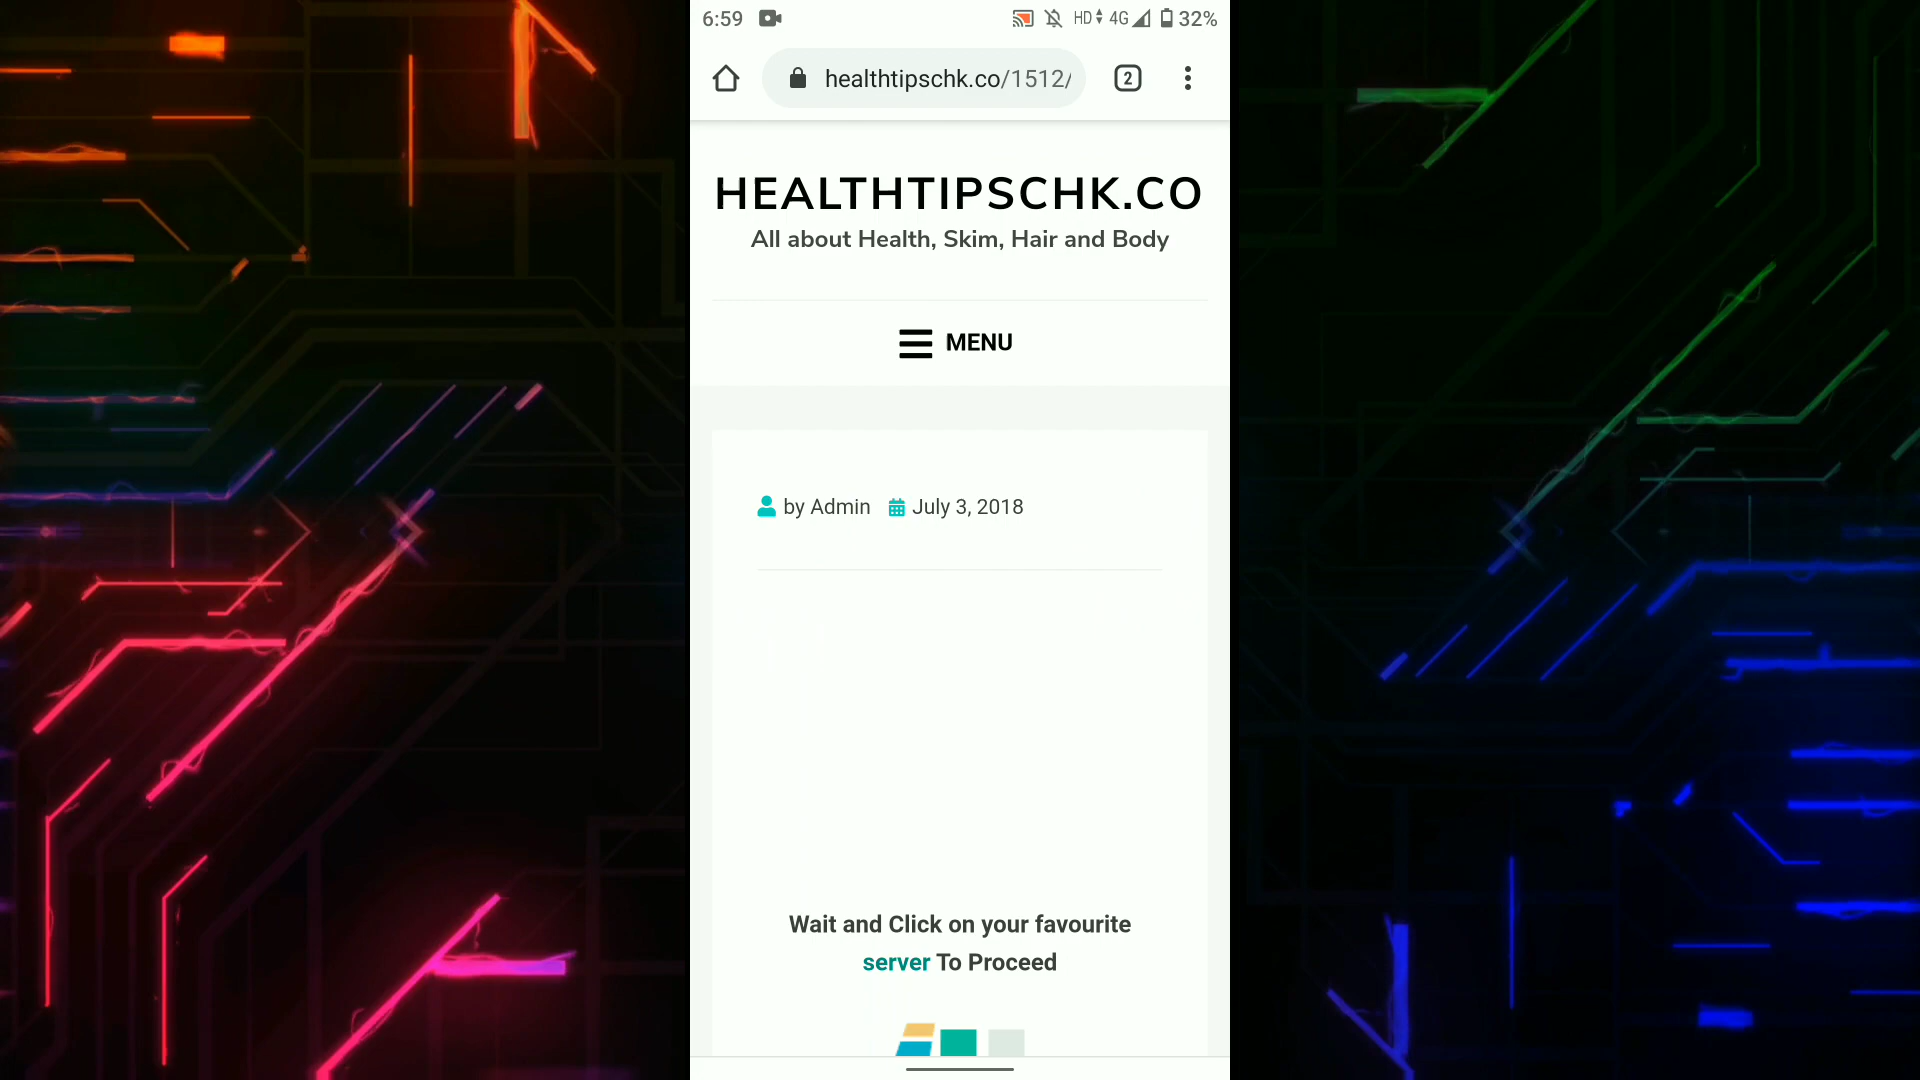 6:59 HD 4G 32%
healthtipschk.co/1512/ 2
HEALTHTIPSCHK.CO
All about Health, Skim, Hair and Body
MENU
by Admin July 3, 2018
Wait and Click on your favourite
server To Proceed